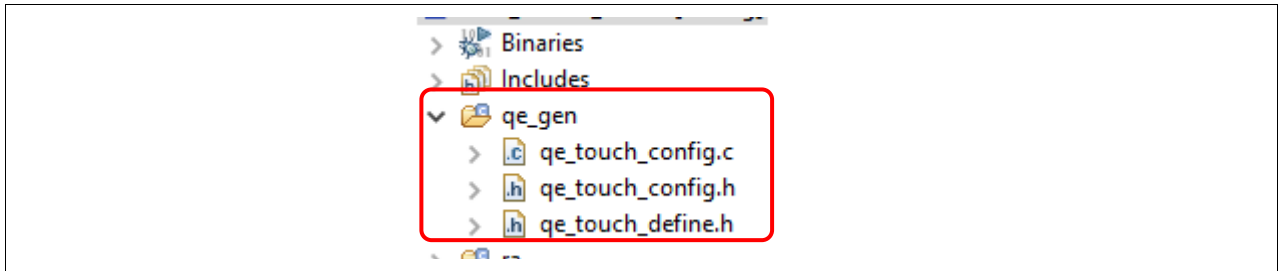 Binaries
Includes
qe_gen
qe_touch_config.c
qe_touch_config.h
qe_touch_define.h